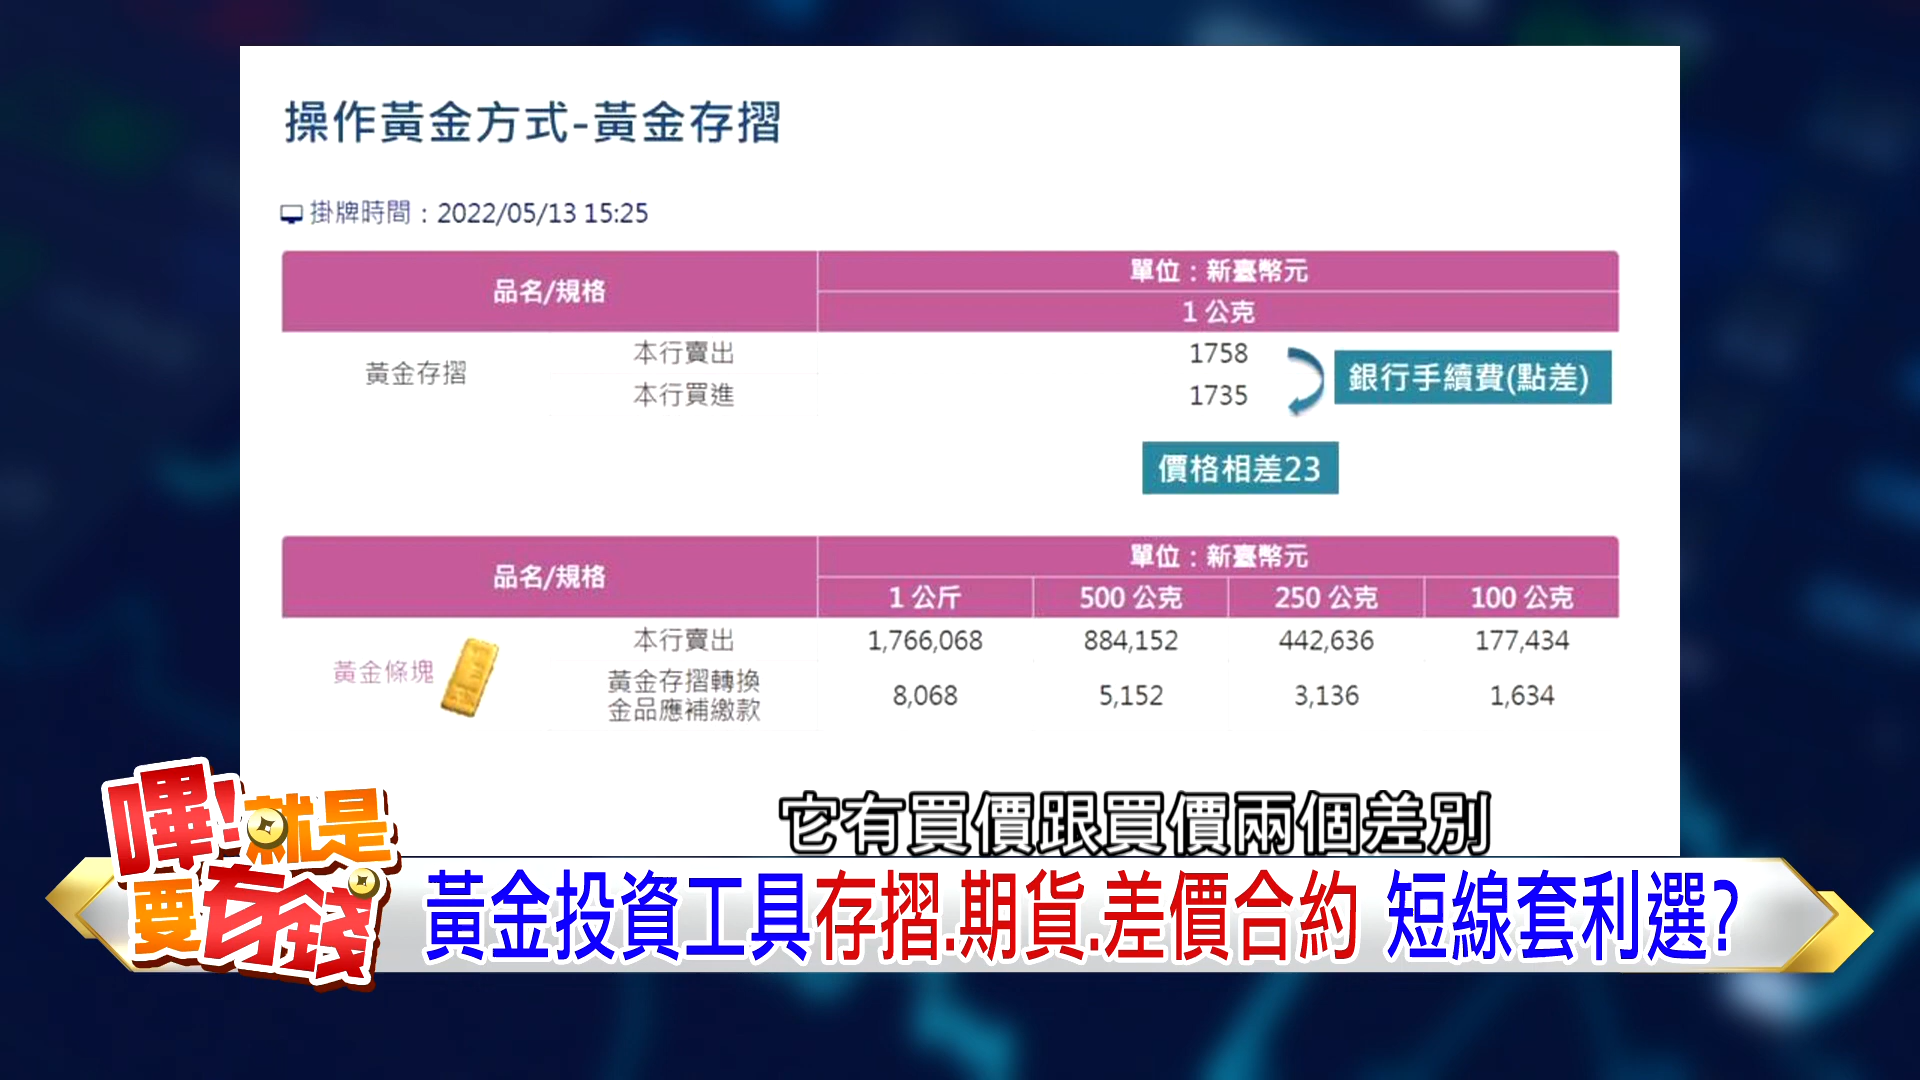 操作黃金方式-黃金存摺
掛牌時間：2022/05/13 15:25
品名/規格
單位：新臺幣元
1 公克
黃金存摺
本行賣出 1758
本行買進 1735
銀行手續費(點差)
價格相差23
品名/規格
單位：新臺幣元
1 公斤 500 公克 250 公克 100 公克
黃金條塊
本行賣出 1,766,068 884,152 442,636 177,434
黃金存摺轉換
金品應補繳款 8,068 5,152 3,136 1,634
它有買價跟買價兩個差別
嗶!就是
要存錢
黃金投資工具存摺.期貨.差價合約 短線套利選?